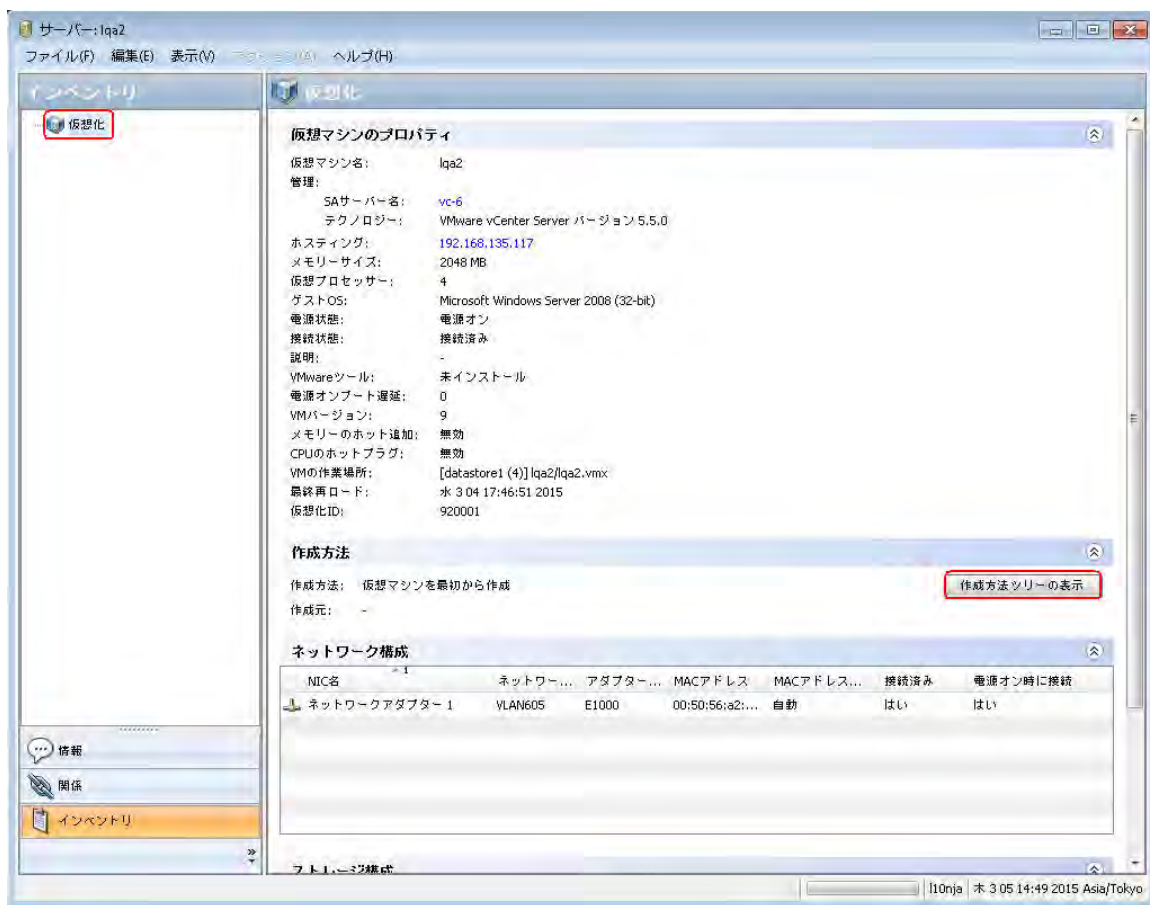 サーバー: lqa2
ファイル(F) 編集(E) 表示(V) ヘルプ(H)
インベントリ
仮想化
仮想化
仮想マシンのプロパティ
仮想マシン名: lqa2
管理:
SAサーバー名: vc-6
テクノロジー: VMware vCenter Server バージョン 5.5.0
ホスティング: 192.168.135.117
メモリーサイズ: 2048 MB
仮想プロセッサー: 4
ゲストOS: Microsoft Windows Server 2008 (32-bit)
電源状態: 電源オン
接続状態: 接続済み
説明: -
VMwareツール: 未インストール
電源オンブート遅延: 0
VMバージョン: 9
メモリーのホット追加: 無効
CPUのホットプラグ: 無効
VMの作業場所: [datastore1 (4)] lqa2/lqa2.vmx
最終再ロード: 水 3 04 17:46:51 2015
仮想化ID: 920001
作成方法
作成方法: 仮想マシンを最初から作成
作成方法ツリーの表示
作成元: -
ネットワーク構成
NIC名 1 ネットワー... アダプター... MACアドレス MACアドレス... 接続済み 電源オン時に接続
ネットワークアダプター 1 VLAN605 E1000 00:50:56:a2:... 自動 はい はい
情報
関係
インベントリ
ストレージ構成
l10nja 木 3 05 14:49 2015 Asia/Tokyo